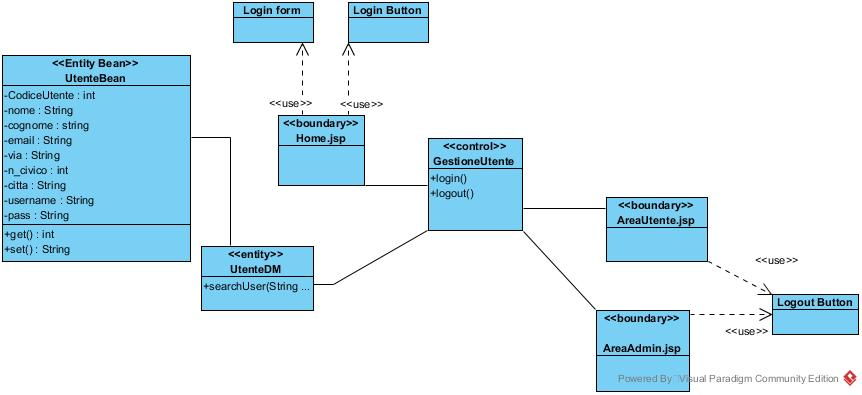 Login form
Login Button
<<Entity Bean>>
UtenteBean
-CodiceUtente : int
-nome : String
-cognome : string
-email : String
-via : String
-n_civico : int
-citta : String
-username : String
-pass : String
+get() : int
+set() : String
<<use>>
<<use>>
<<boundary>>
Home.jsp
<<control>>
GestioneUtente
+login()
+logout()
<<boundary>>
AreaUtente.jsp
<<entity>>
UtenteDM
+searchUser(String ...
<<use>>
Logout Button
<<boundary>>
AreaAdmin.jsp
<<use>>
Powered By Visual Paradigm Community Edition